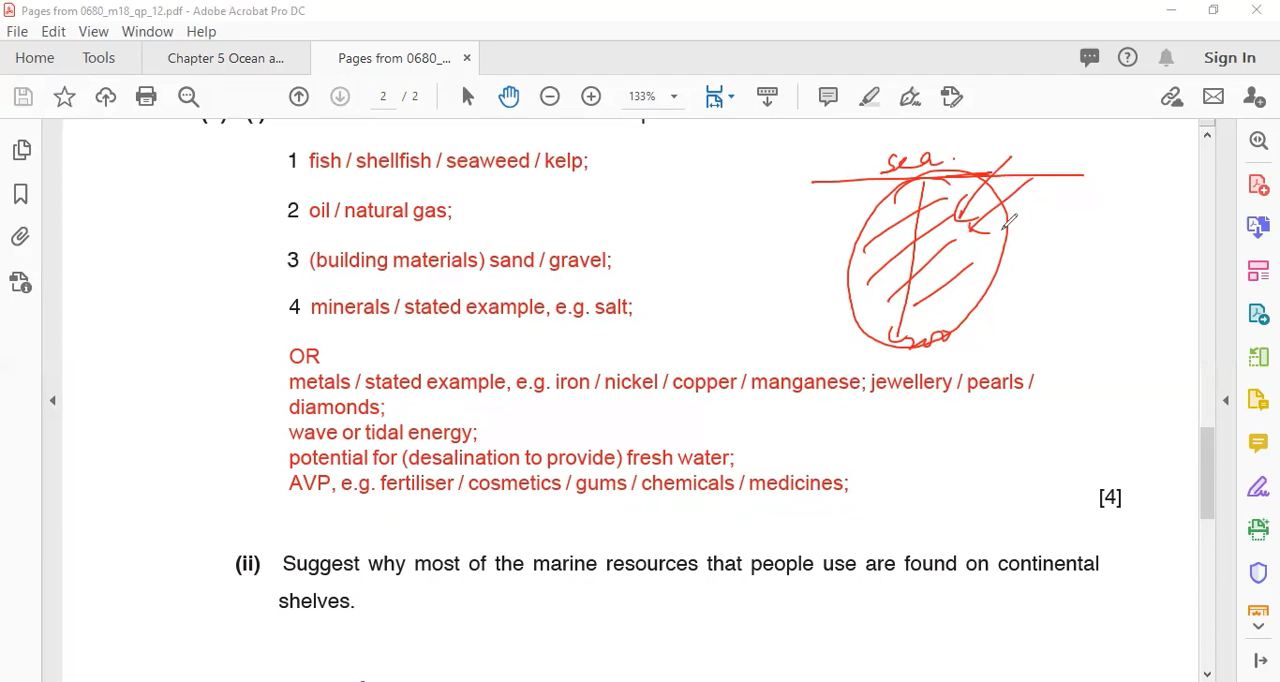 Pages from 0680_m18_qp_12.pdf - Adobe Acrobat Pro DC
File Edit View Window Help
Home Tools Chapter 5 Ocean a... Pages from 0680_... × Sign In
2 / 2 133%
1 fish / shellfish / seaweed / kelp;
sea.
2 oil / natural gas;
3 (building materials) sand / gravel;
4 minerals / stated example, e.g. salt;
OR
metals / stated example, e.g. iron / nickel / copper / manganese; jewellery / pearls /
diamonds;
wave or tidal energy;
potential for (desalination to provide) fresh water;
AVP, e.g. fertiliser / cosmetics / gums / chemicals / medicines;
[4]
(ii) Suggest why most of the marine resources that people use are found on continental
shelves.